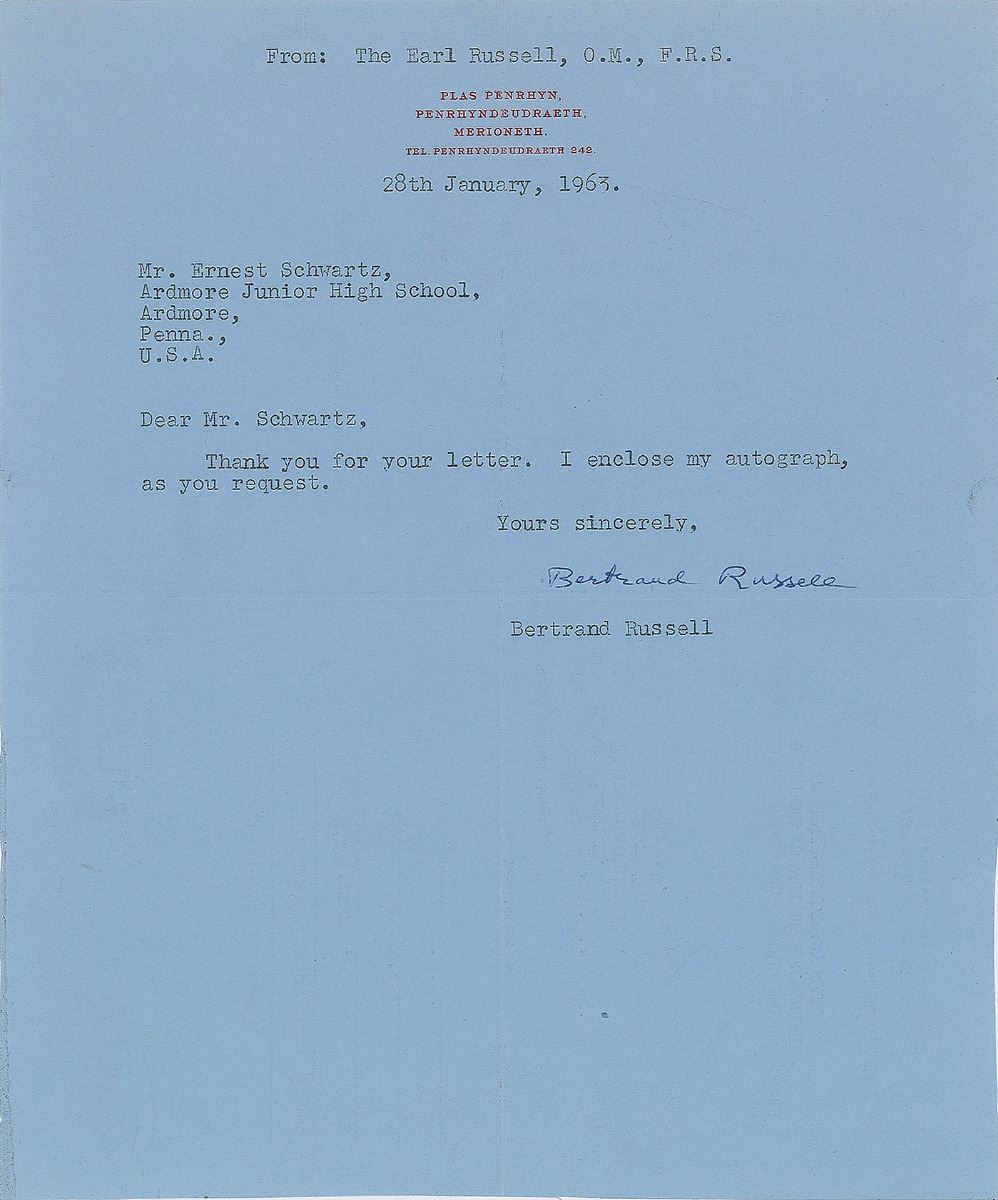 From: The Earl Russell, O.M., F.R.S.
PLAS PENRHYN,
PENRHYNDEUDRAETH,
MERIONETH.
TEL. PENRHYNDEUDRAETH 242.
28th January, 1963.
Mr. Ernest Schwartz,
Ardmore Junior High School,
Ardmore,
Penna.,
U.S.A.
Dear Mr. Schwartz,
Thank you for your letter. I enclose my autograph,
as you request.
Yours sincerely,
Bertrand Russell
Bertrand Russell